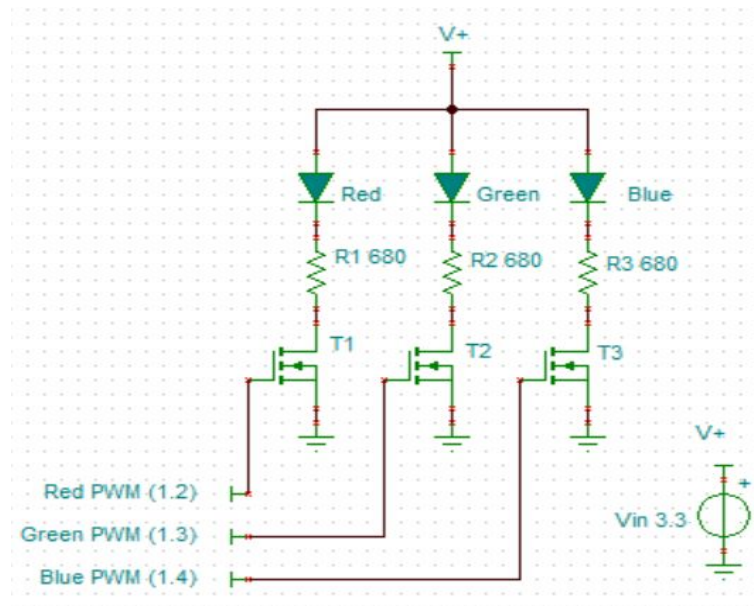 V+
Red
Green
Blue
R1 680
R2 680
R3 680
T1
T2
T3
V+
+
Red PWM (1.2)
Vin 3.3
Green PWM (1.3)
Blue PWM (1.4)